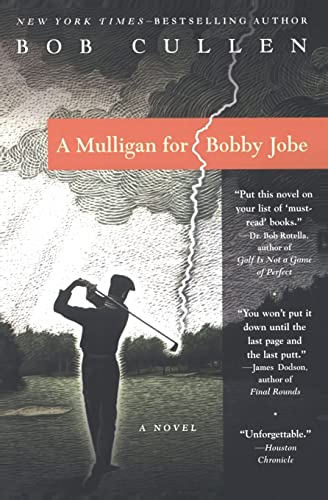 NEW YORK TIMES–BESTSELLING AUTHOR
BOB CULLEN
A Mulligan for Bobby Jobe
“Put this novel on
your list of ‘must-
read’ books.”
—Dr. Bob Rotella,
author of
Golf Is Not a Game
of Perfect
“You won’t put it
down until the
last page and
the last putt.”
—James Dodson,
author of
Final Rounds
“Unforgettable.”
—Houston
Chronicle
A NOVEL